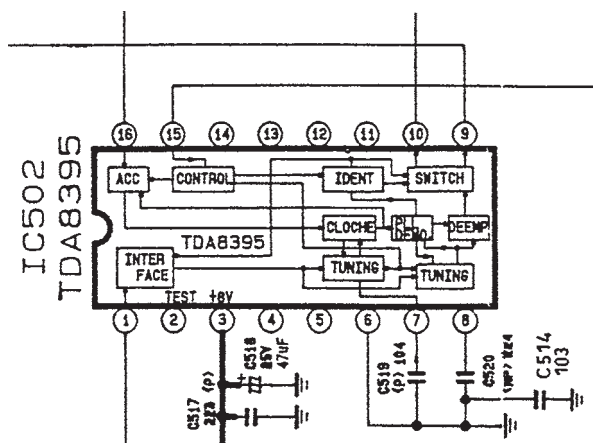 16 15 14 13 12 11 10 9
IC502
TDA8395
ACC
CONTROL
IDENT
SWITCH
CLOCHE
DEMO
DEEMP
TDA8395
INTER
FACE
TUNING
TUNING
TEST +8V
1 2 3 4 5 6 7 8
(P)
C518
47uF
C517
C519
(P) 104
C520
C514
103